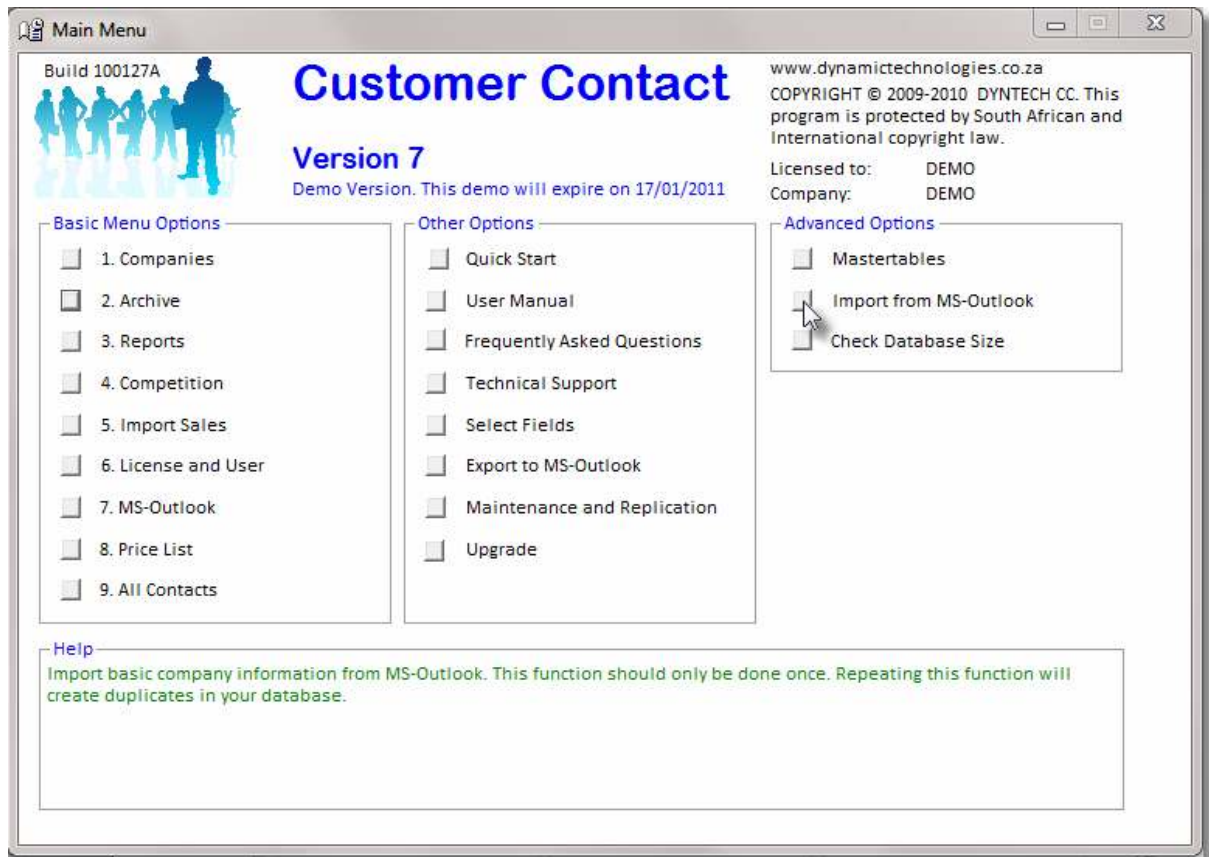 Main Menu
Build 100127A
Customer Contact
Version 7
Demo Version. This demo will expire on 17/01/2011
www.dynamictechnologies.co.za
COPYRIGHT © 2009-2010 DYNTECH CC. This
program is protected by South African and
International copyright law.
Licensed to: DEMO
Company: DEMO
Basic Menu Options
1. Companies
2. Archive
3. Reports
4. Competition
5. Import Sales
6. License and User
7. MS-Outlook
8. Price List
9. All Contacts
Other Options
Quick Start
User Manual
Frequently Asked Questions
Technical Support
Select Fields
Export to MS-Outlook
Maintenance and Replication
Upgrade
Advanced Options
Mastertables
Import from MS-Outlook
Check Database Size
Help
Import basic company information from MS-Outlook. This function should only be done once. Repeating this function will
create duplicates in your database.